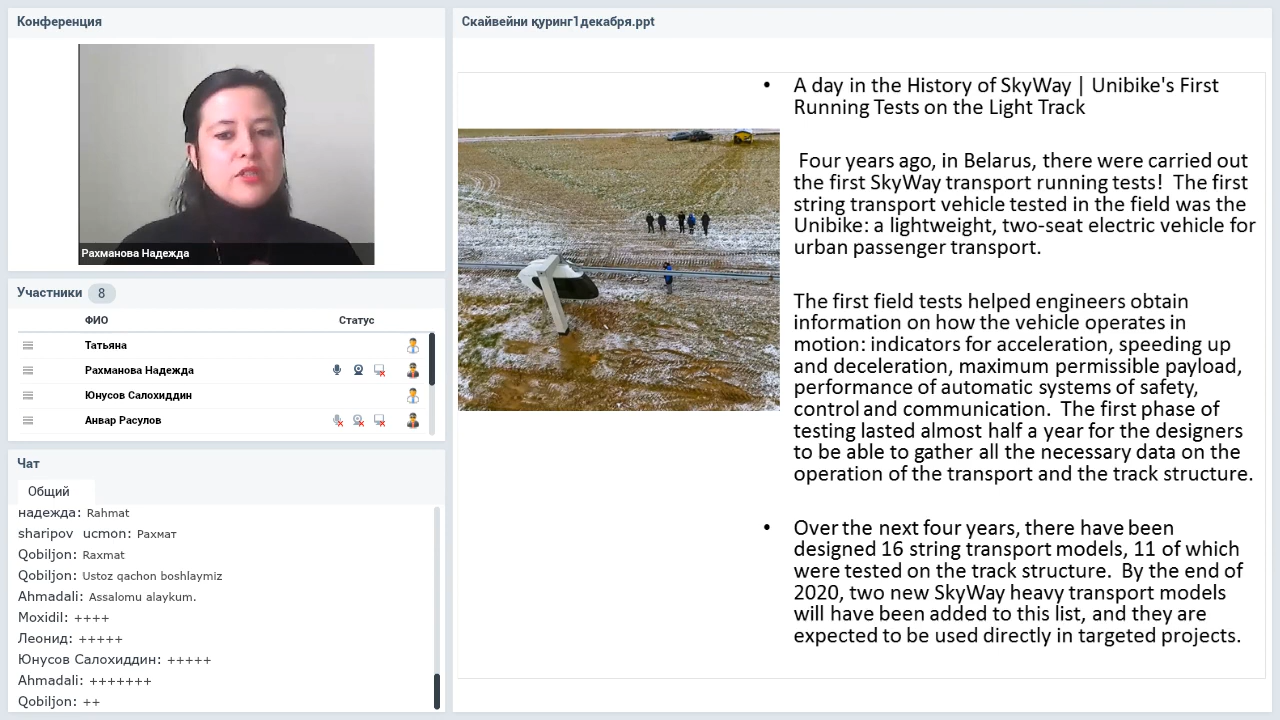 Конференция
Рахманова Надежда
Участники 8
ФИО Статус
Татьяна
Рахманова Надежда
Юнусов Салохиддин
Анвар Расулов
Чат
Общий
надежда: Rahmat
sharipov ucmon: Рахмат
Qobiljon: Raxmat
Qobiljon: Ustoz qachon boshlaymiz
Ahmadali: Assalomu alaykum.
Moxidil: ++++
Леонид: +++++
Юнусов Салохиддин: +++++
Ahmadali: +++++++
Qobiljon: ++
Скайвейни қуринг1декабря.ppt
• A day in the History of SkyWay | Unibike's First
Running Tests on the Light Track
Four years ago, in Belarus, there were carried out
the first SkyWay transport running tests! The first
string transport vehicle tested in the field was the
Unibike: a lightweight, two-seat electric vehicle for
urban passenger transport.
The first field tests helped engineers obtain
information on how the vehicle operates in
motion: indicators for acceleration, speeding up
and deceleration, maximum permissible payload,
performance of automatic systems of safety,
control and communication. The first phase of
testing lasted almost half a year for the designers
to be able to gather all the necessary data on the
operation of the transport and the track structure.
• Over the next four years, there have been
designed 16 string transport models, 11 of which
were tested on the track structure. By the end of
2020, two new SkyWay heavy transport models
will have been added to this list, and they are
expected to be used directly in targeted projects.